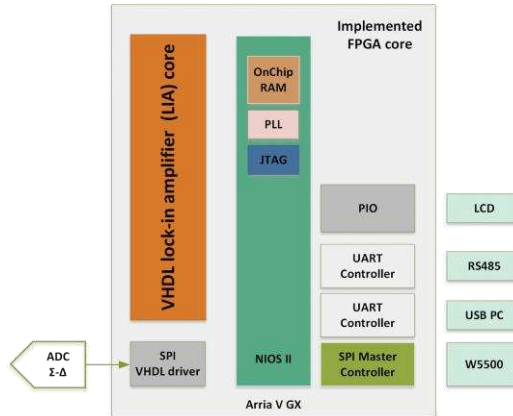 Implemented
FPGA core
VHDL lock-in amplifier (LIA) core
OnChip
RAM
PLL
JTAG
PIO
LCD
UART
Controller
RS485
UART
Controller
USB PC
ADC
Σ-Δ
SPI
VHDL driver
NIOS II
SPI Master
Controller
W5500
Arria V GX